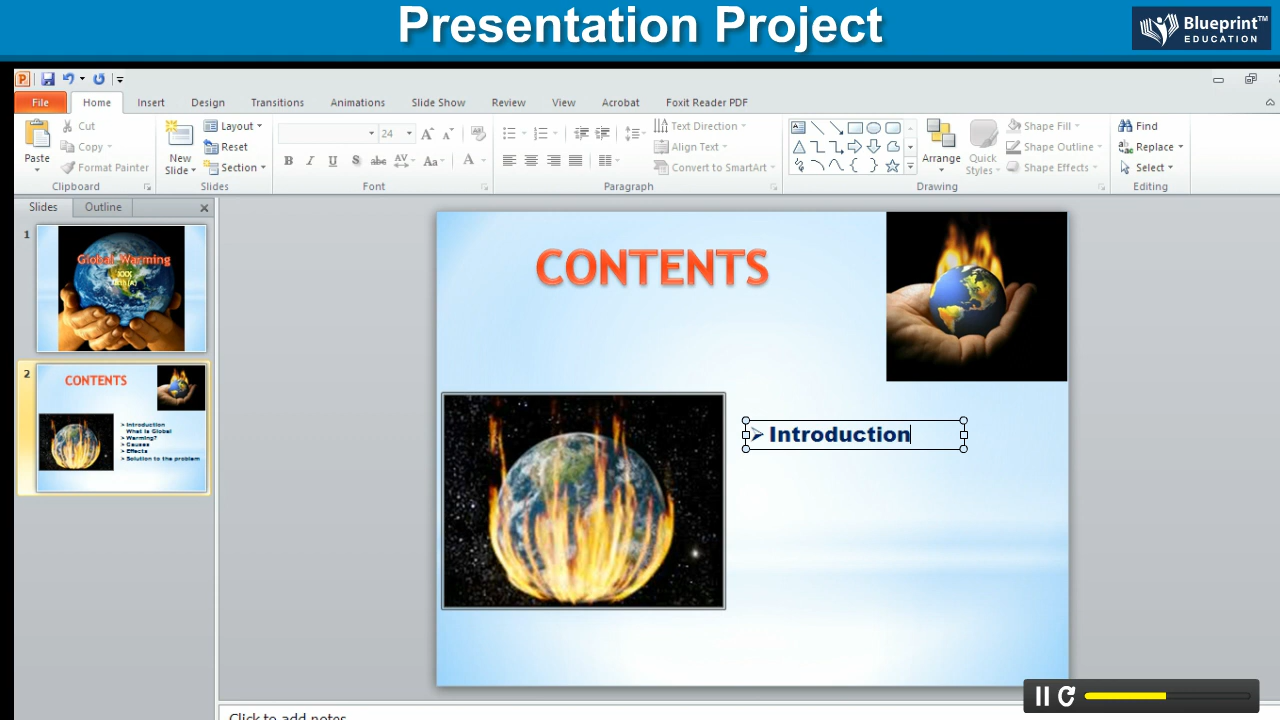 Presentation Project
Blueprint™
EDUCATION
File Home Insert Design Transitions Animations Slide Show Review View Acrobat Foxit Reader PDF
Paste
Cut
Copy
Format Painter
Clipboard
New
Slide
Layout
Reset
Section
Slides
24
B I U S abc AV Aa A
Font
Text Direction
Align Text
Convert to SmartArt
Paragraph
Arrange
Quick
Styles
Shape Fill
Shape Outline
Shape Effects
Drawing
Find
Replace
Select
Editing
Slides Outline
1
Global Warming
XXX
2
CONTENTS
➢ Introduction
What is Global
➢ Warming?
➢ Causes
➢ Effects
➢ Solution to the problem
CONTENTS
➢ Introduction
Click to add notes